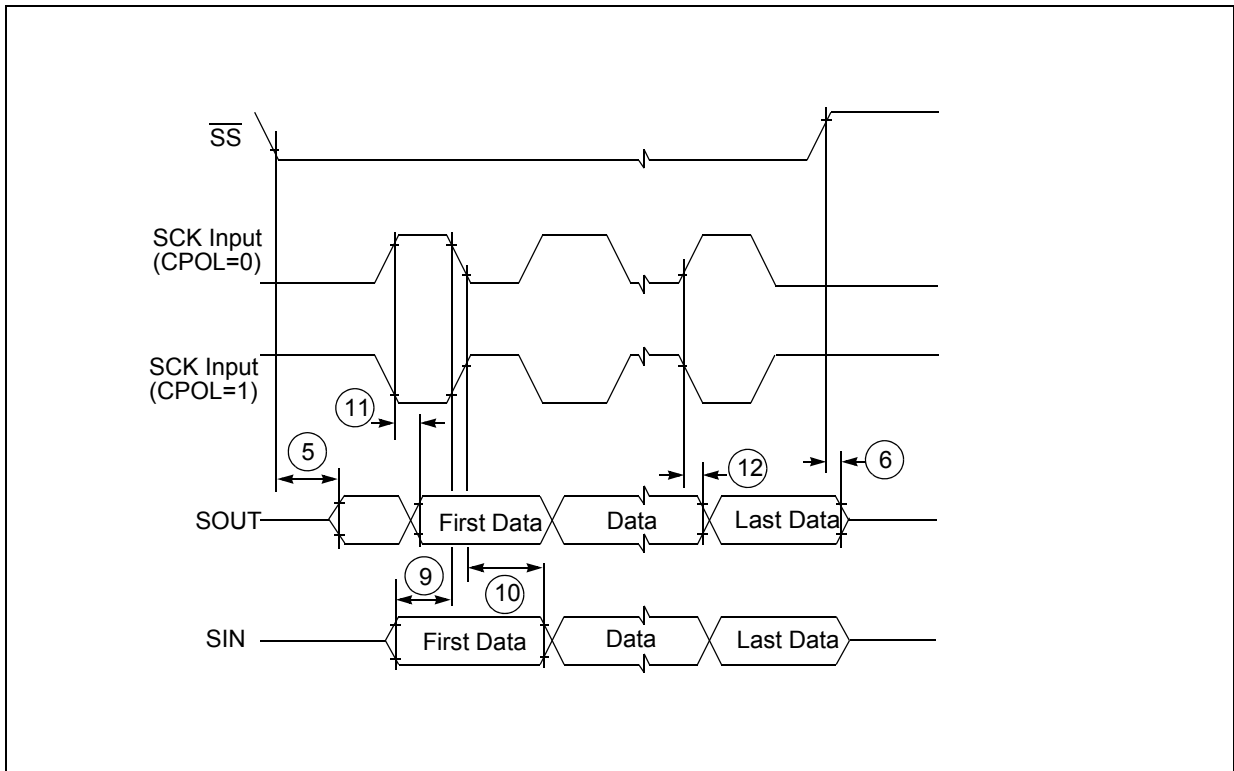 SS
SCK Input
(CPOL=0)
SCK Input
(CPOL=1)
11
5
12
6
SOUT
First Data
Data
Last Data
9
10
SIN
First Data
Data
Last Data